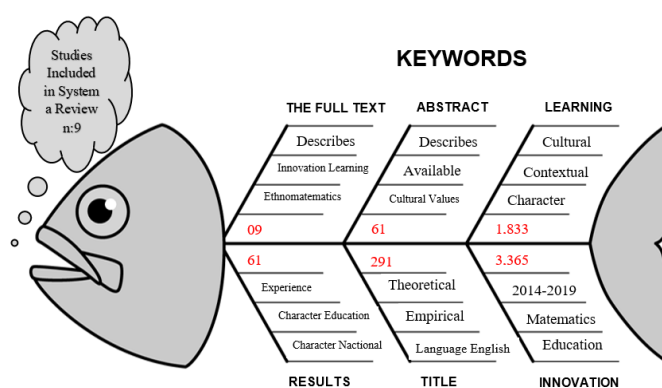 KEYWORDS
Studies
Included
in System
a Review
n:9
THE FULL TEXT
ABSTRACT
LEARNING
Describes
Innovation Learning
Ethnomatematics
09
Describes
Available
Cultural Values
61
Cultural
Contextual
Character
1.833
61
Experience
Character Education
Character Nactional
291
Theoretical
Empirical
Language English
3.365
2014-2019
Matematics
Education
RESULTS
TITLE
INNOVATION